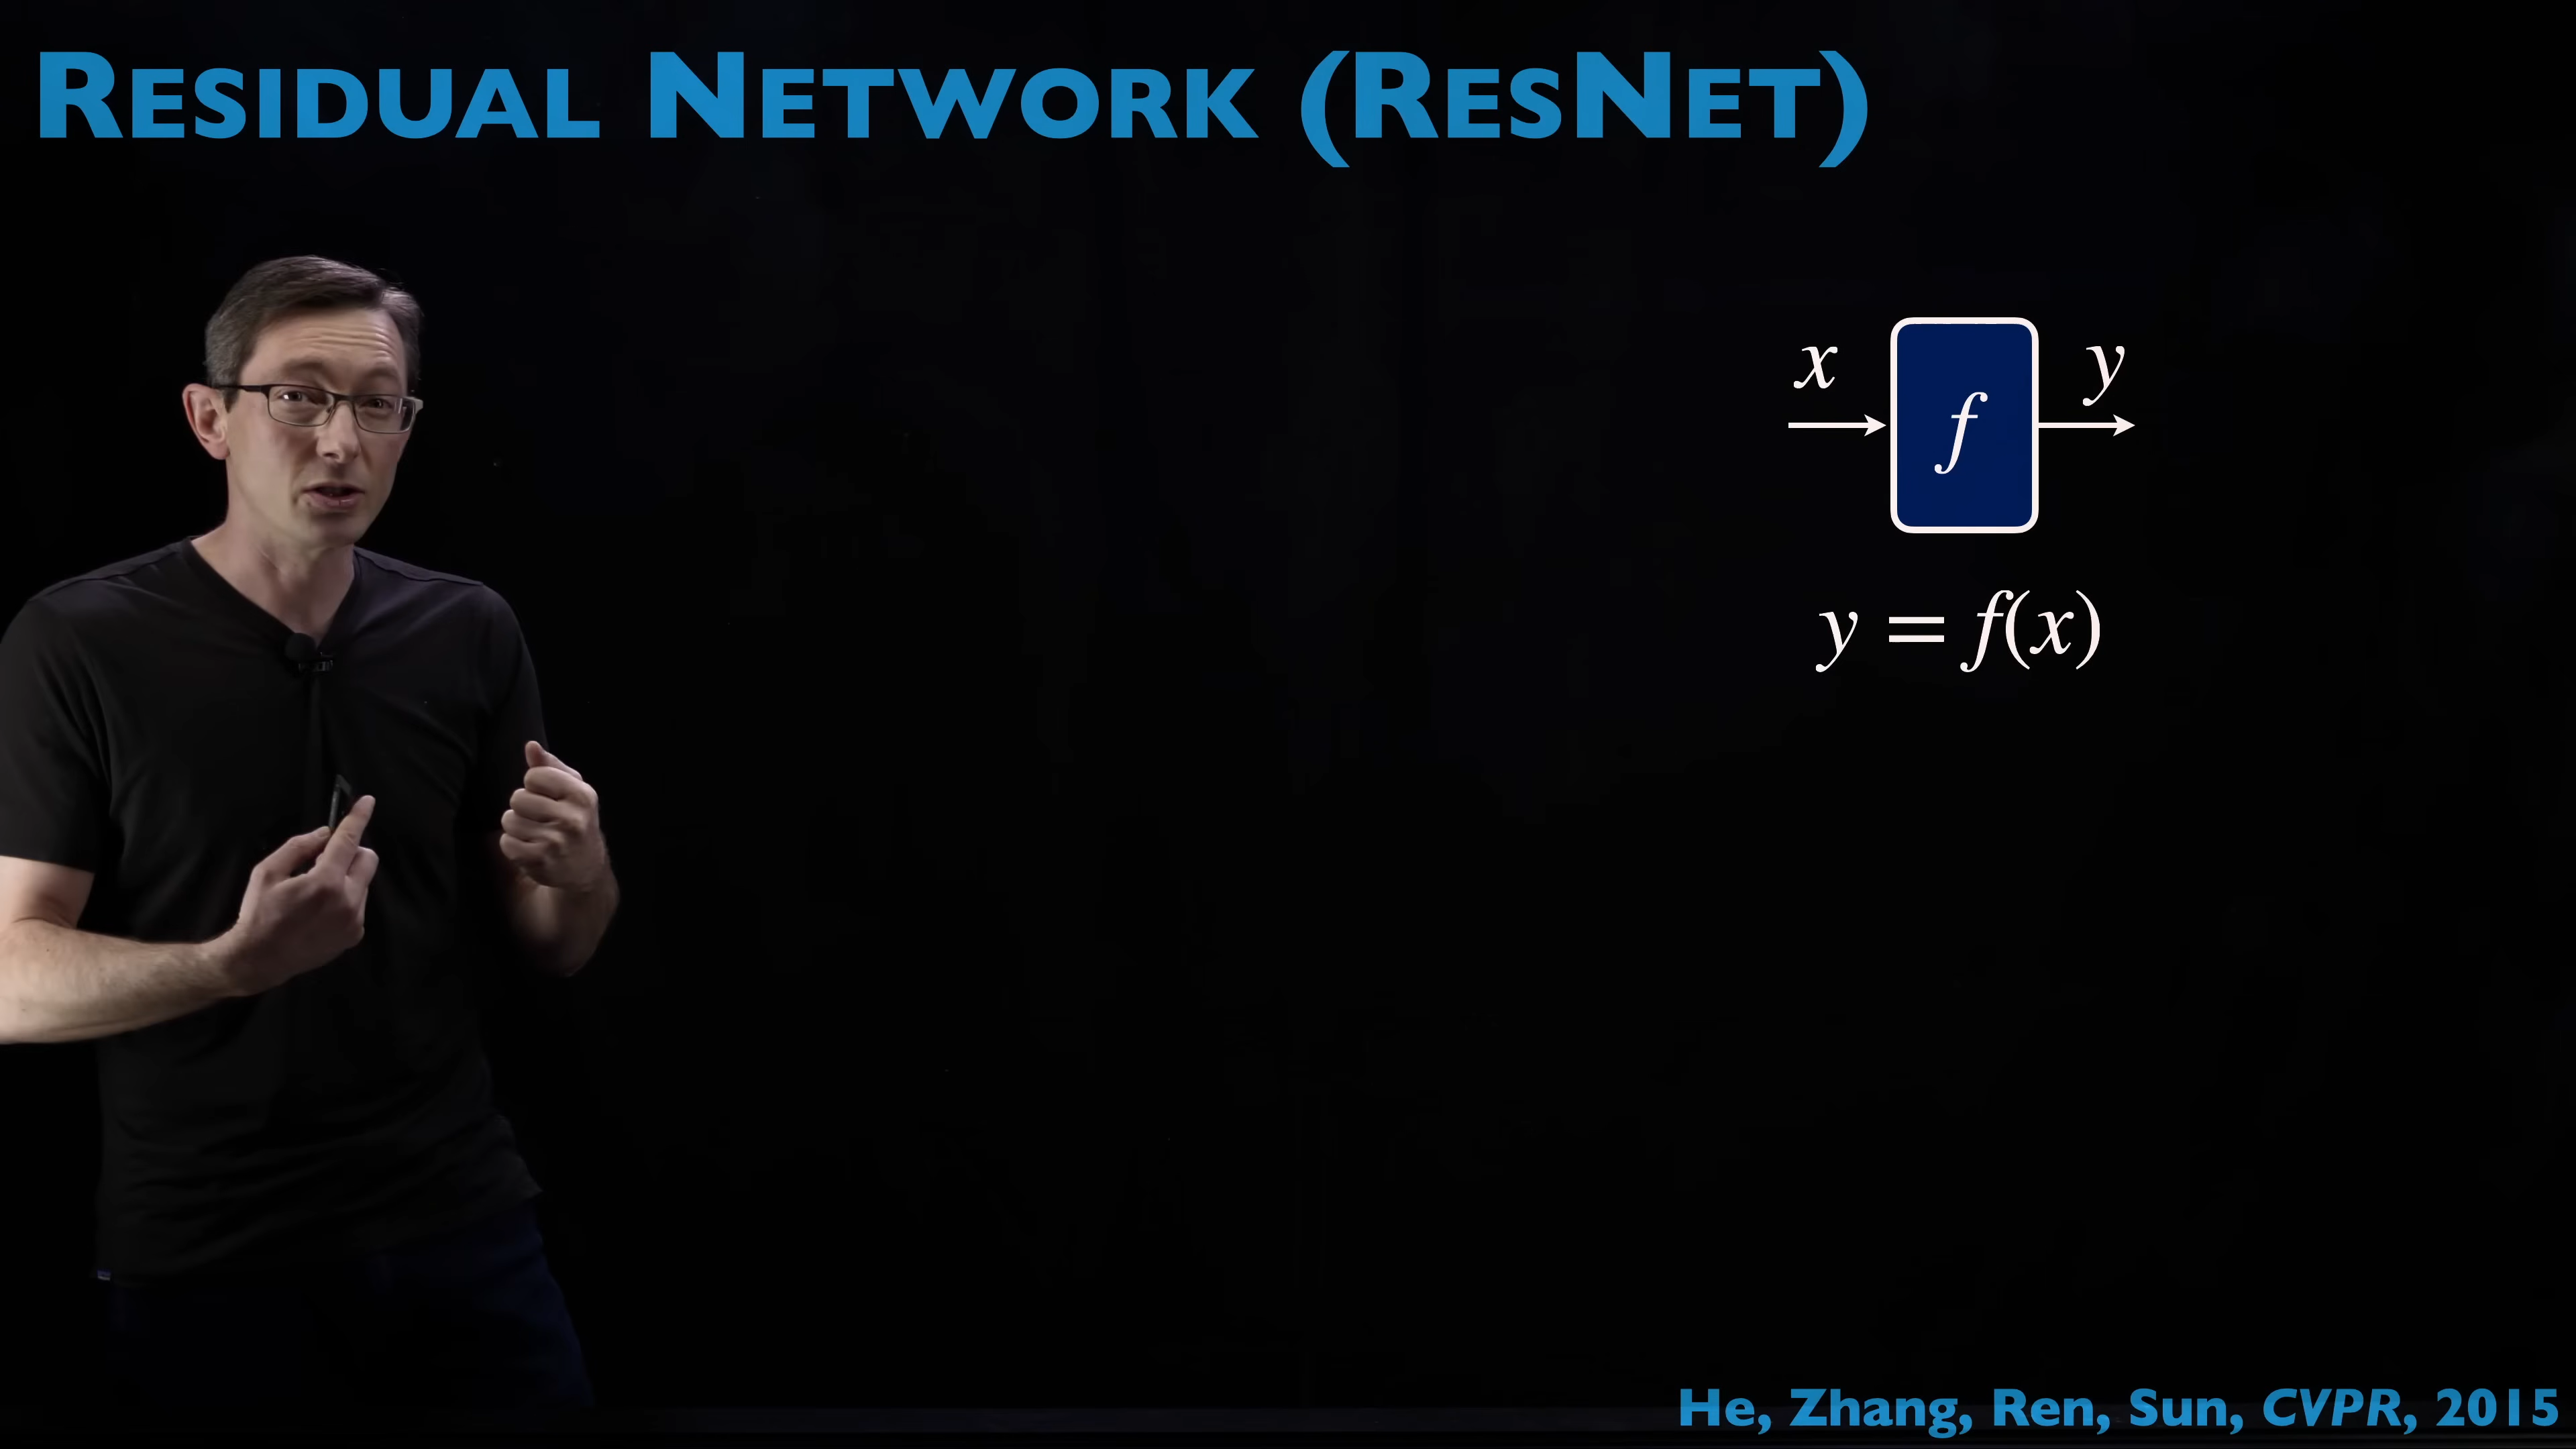 RESIDUAL NETWORK (RESNET)
x
f
y
y = f(x)
He, Zhang, Ren, Sun, CVPR, 2015